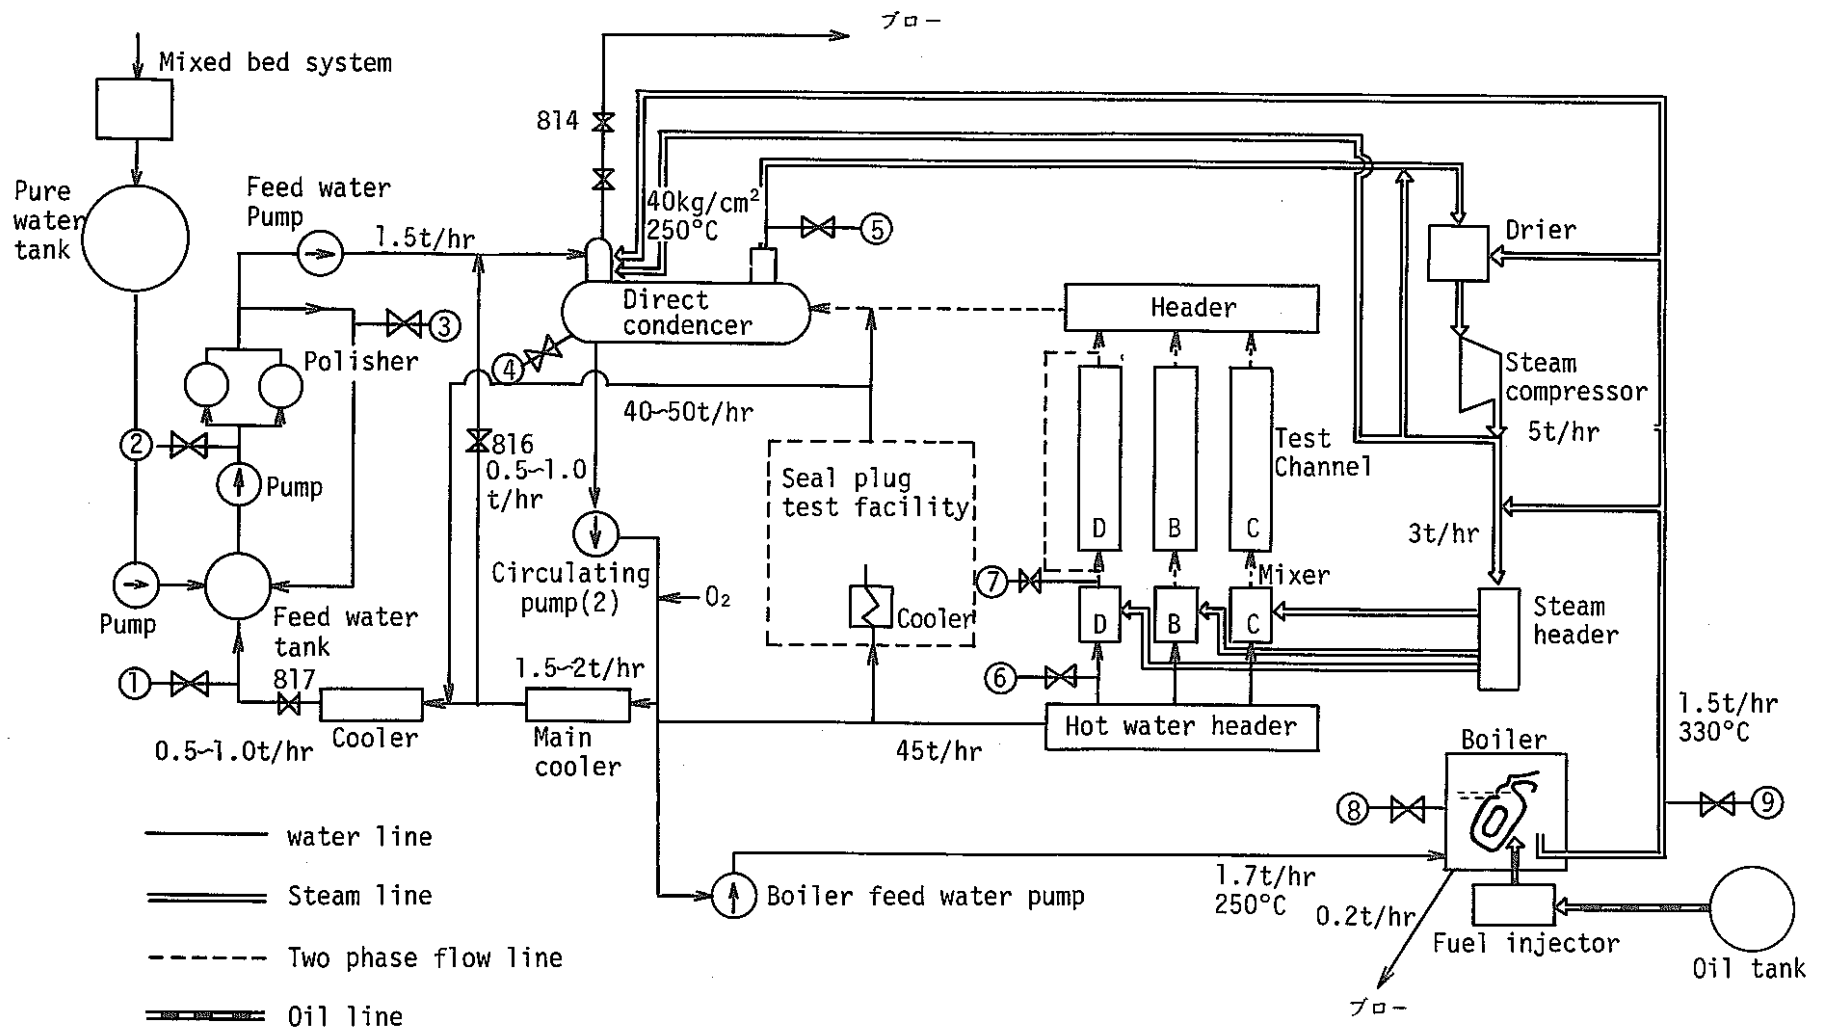 ブロー
Mixed bed system
814
Pure
water
tank
Feed water
Pump
1.5t/hr
40kg/cm²
250°C
5
Drier
3
Direct
condencer
Header
Polisher
4
40~50t/hr
Steam
compressor
5t/hr
2
816
0.5~1.0
t/hr
Pump
Seal plug
test facility
Test
Channel
D
B
C
3t/hr
Circulating
pump(2)
O₂
7
Mixer
Pump
Feed water
tank
Cooler
D
B
C
Steam
header
1
817
1.5~2t/hr
6
Cooler
Main
cooler
0.5~1.0t/hr
45t/hr
Hot water header
1.5t/hr
330°C
Boiler
8
9
water line
Steam line
Two phase flow line
Oil line
Boiler feed water pump
1.7t/hr
250°C
0.2t/hr
Fuel injector
Oil tank
ブロー